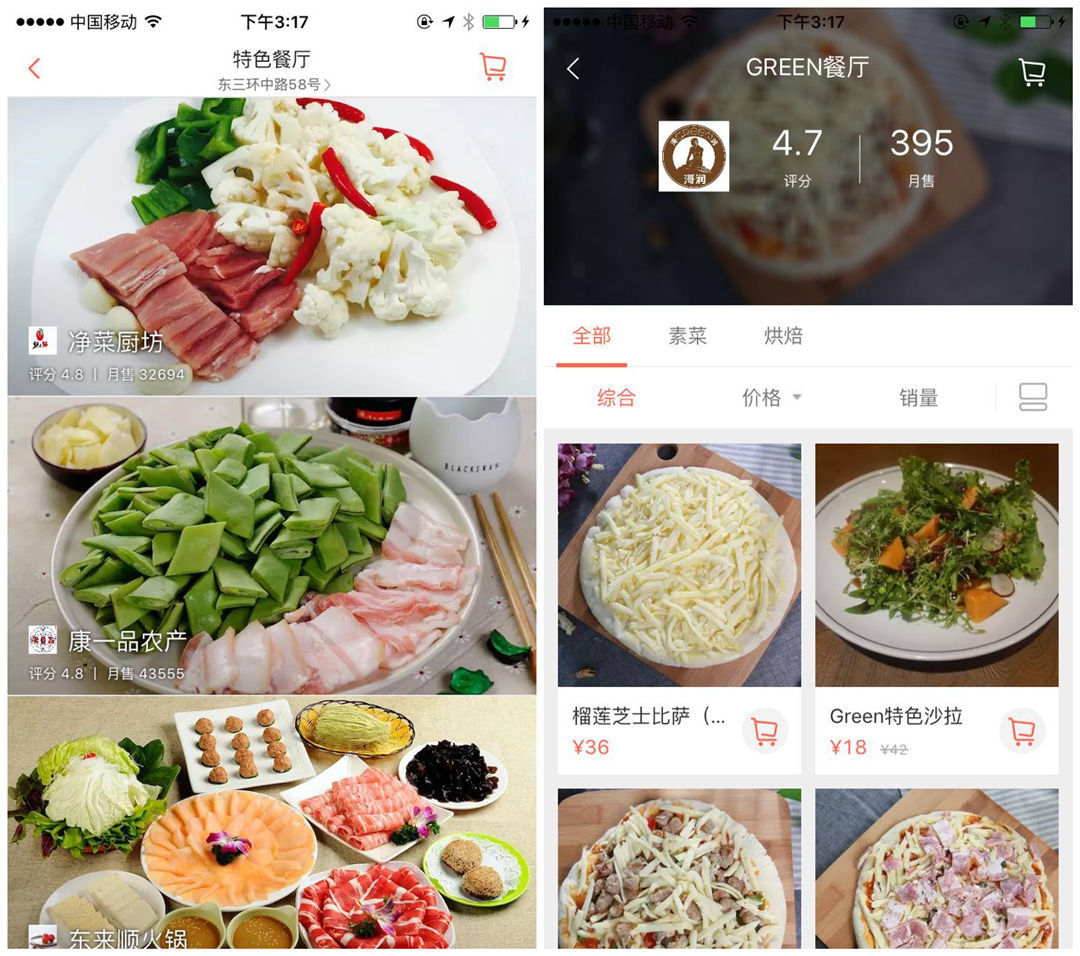 中国移动
下午3:17
特色餐厅
东三环中路58号
净菜厨坊
评分 4.8 | 月售 32694
BLACKSWAN
康一品农产
评分 4.8 | 月售 43555
东来顺火锅
中国移动
下午3:17
GREEN餐厅
浔润
4.7
395
评分
月售
全部
素菜
烘焙
综合
价格
销量
榴莲芝士比萨（...
Green特色沙拉
¥36
¥18 ¥42